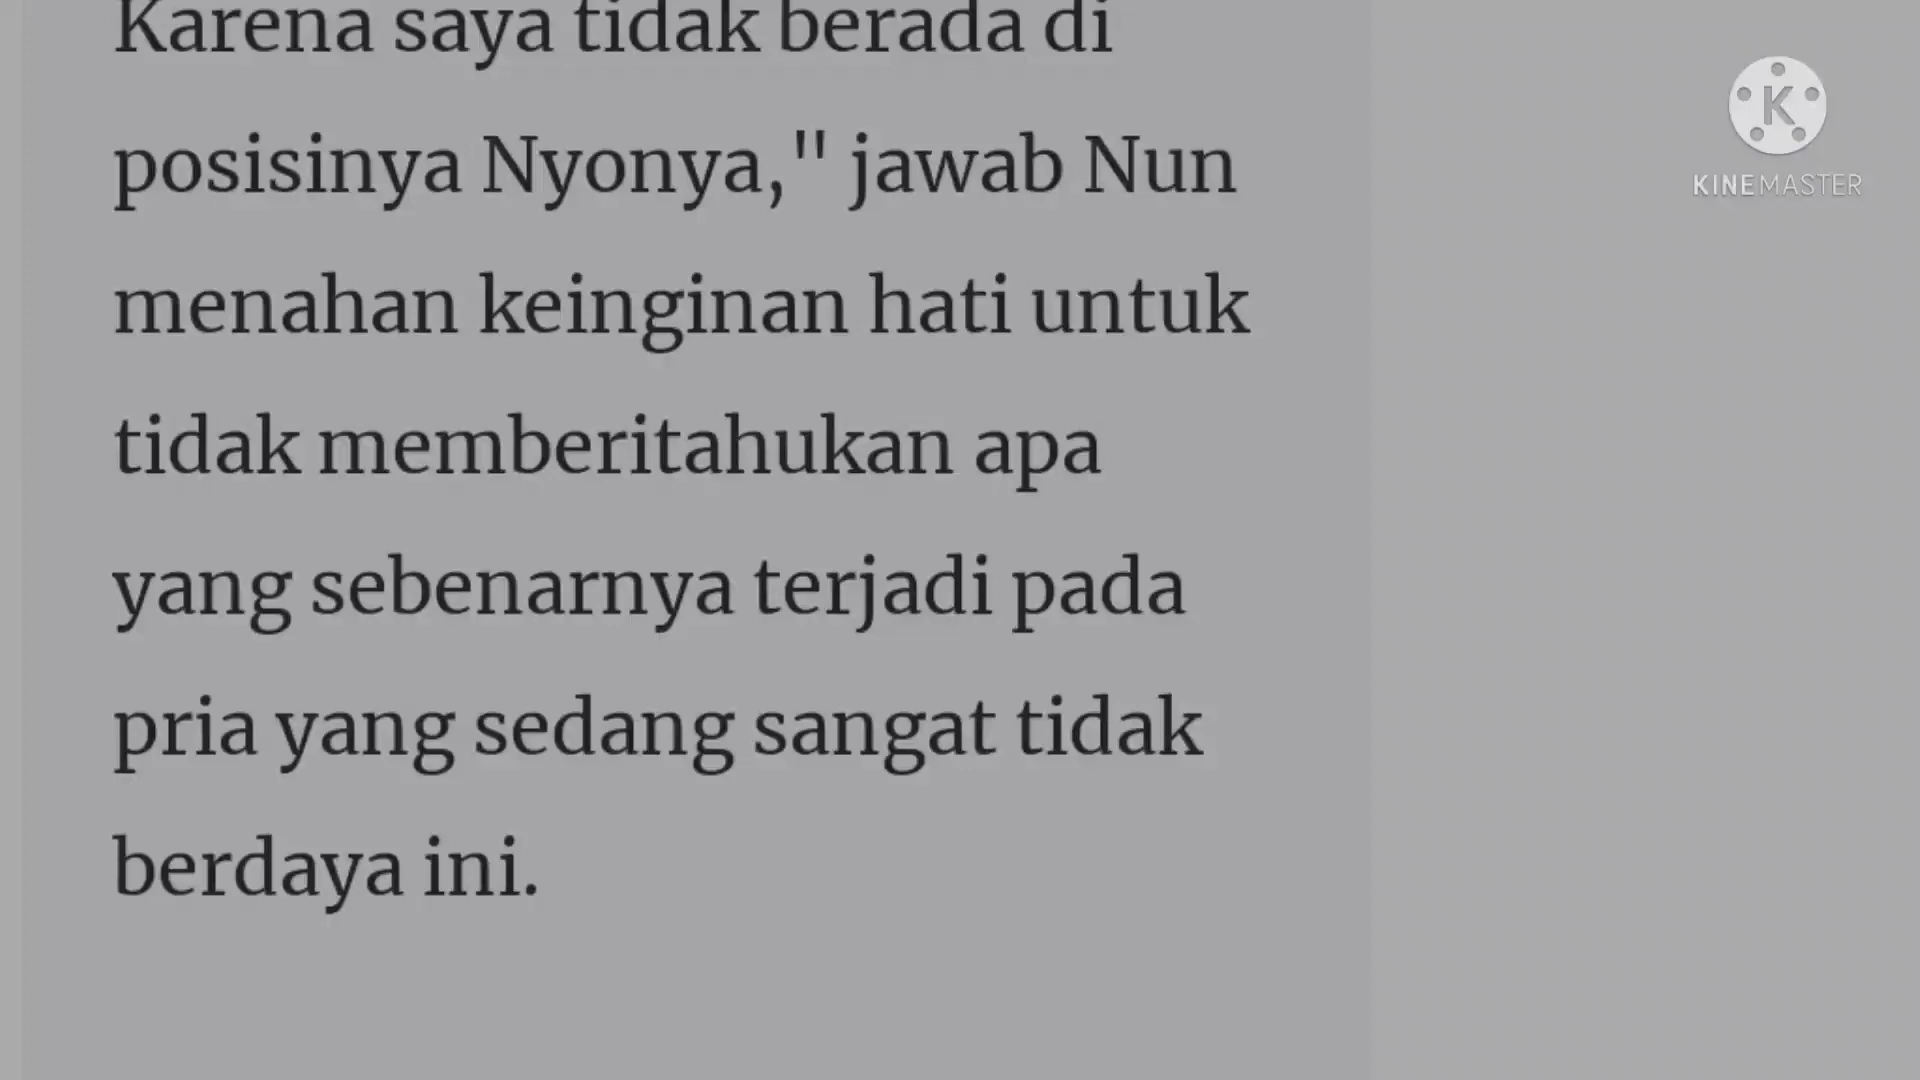 Karena saya tidak berada di
posisinya Nyonya," jawab Nun
menahan keinginan hati untuk
tidak memberitahukan apa
yang sebenarnya terjadi pada
pria yang sedang sangat tidak
berdaya ini.
K
KINEMASTER